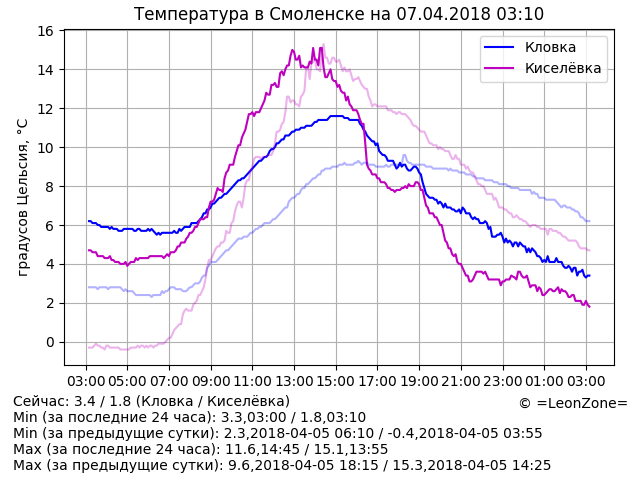 Температура в Смоленске на 07.04.2018 03:10
градусов Цельсия, °C
16
14
12
10
8
6
4
2
0
Кловка
Киселёвка
03:00 05:00 07:00 09:00 11:00 13:00 15:00 17:00 19:00 21:00 23:00 01:00 03:00
Сейчас: 3.4 / 1.8 (Кловка / Киселёвка)
© =LeonZone=
Min (за последние 24 часа): 3.3,03:00 / 1.8,03:10
Min (за предыдущие сутки): 2.3,2018-04-05 06:10 / -0.4,2018-04-05 03:55
Max (за последние 24 часа): 11.6,14:45 / 15.1,13:55
Max (за предыдущие сутки): 9.6,2018-04-05 18:15 / 15.3,2018-04-05 14:25